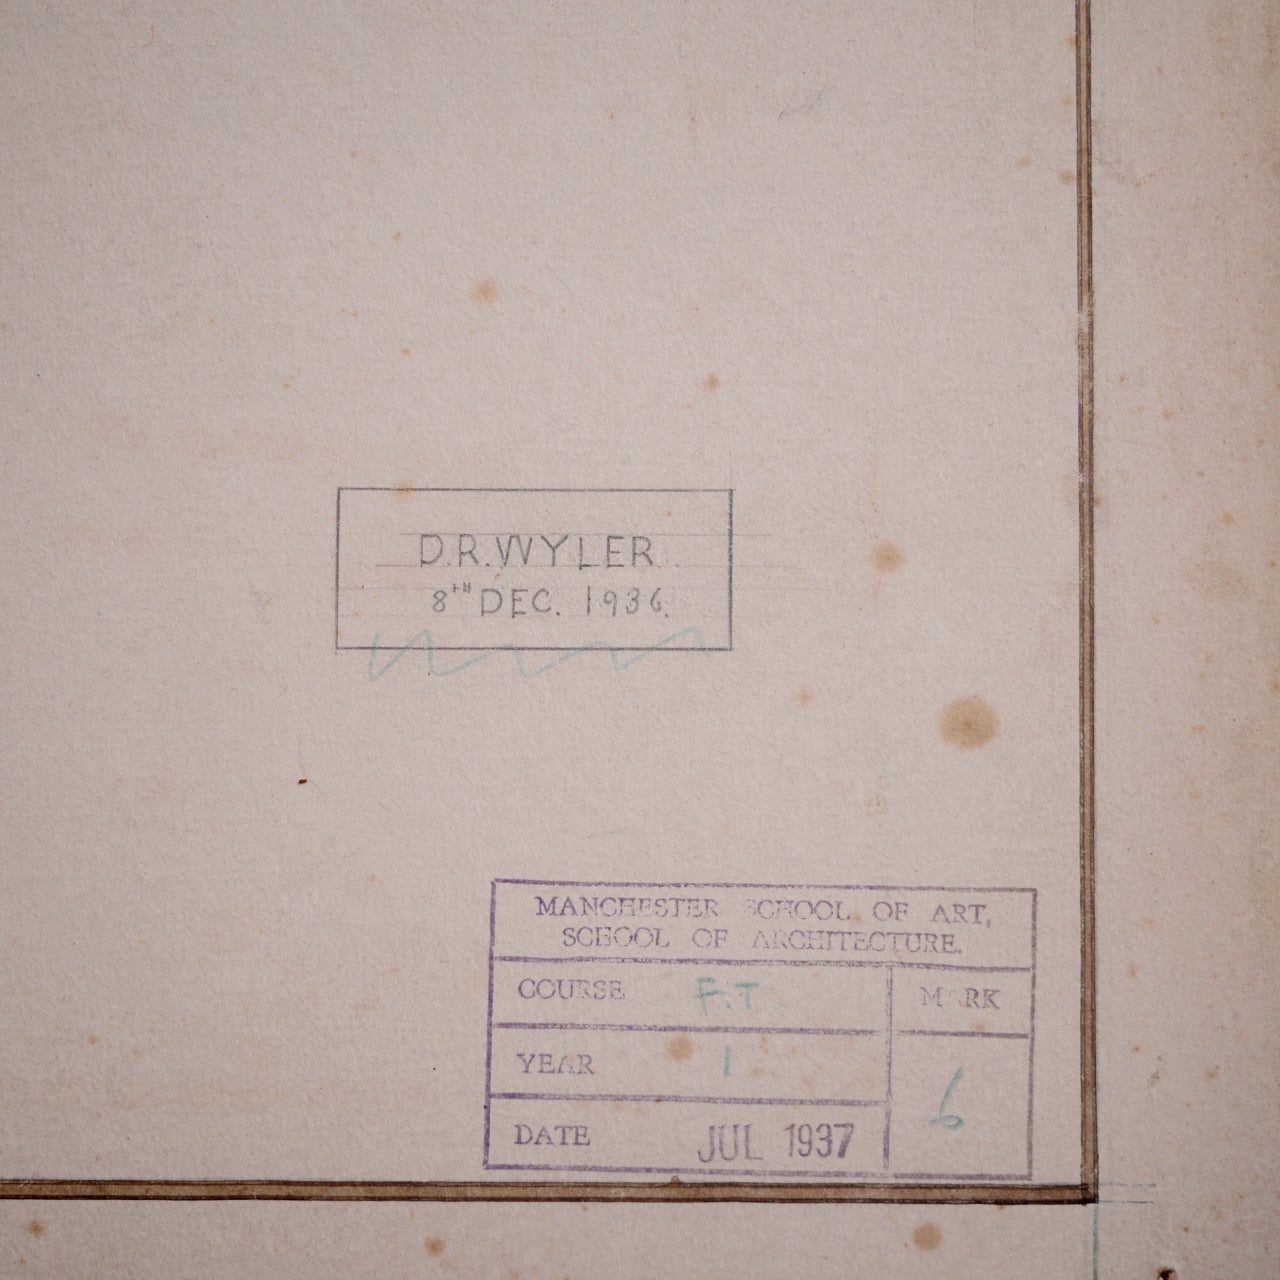 D.R.WYLER.
8TH DEC. 1936.
MANCHESTER SCHOOL OF ART,
SCHOOL OF ARCHITECTURE.
COURSE F.T MARK
YEAR 1 6
DATE JUL 1937